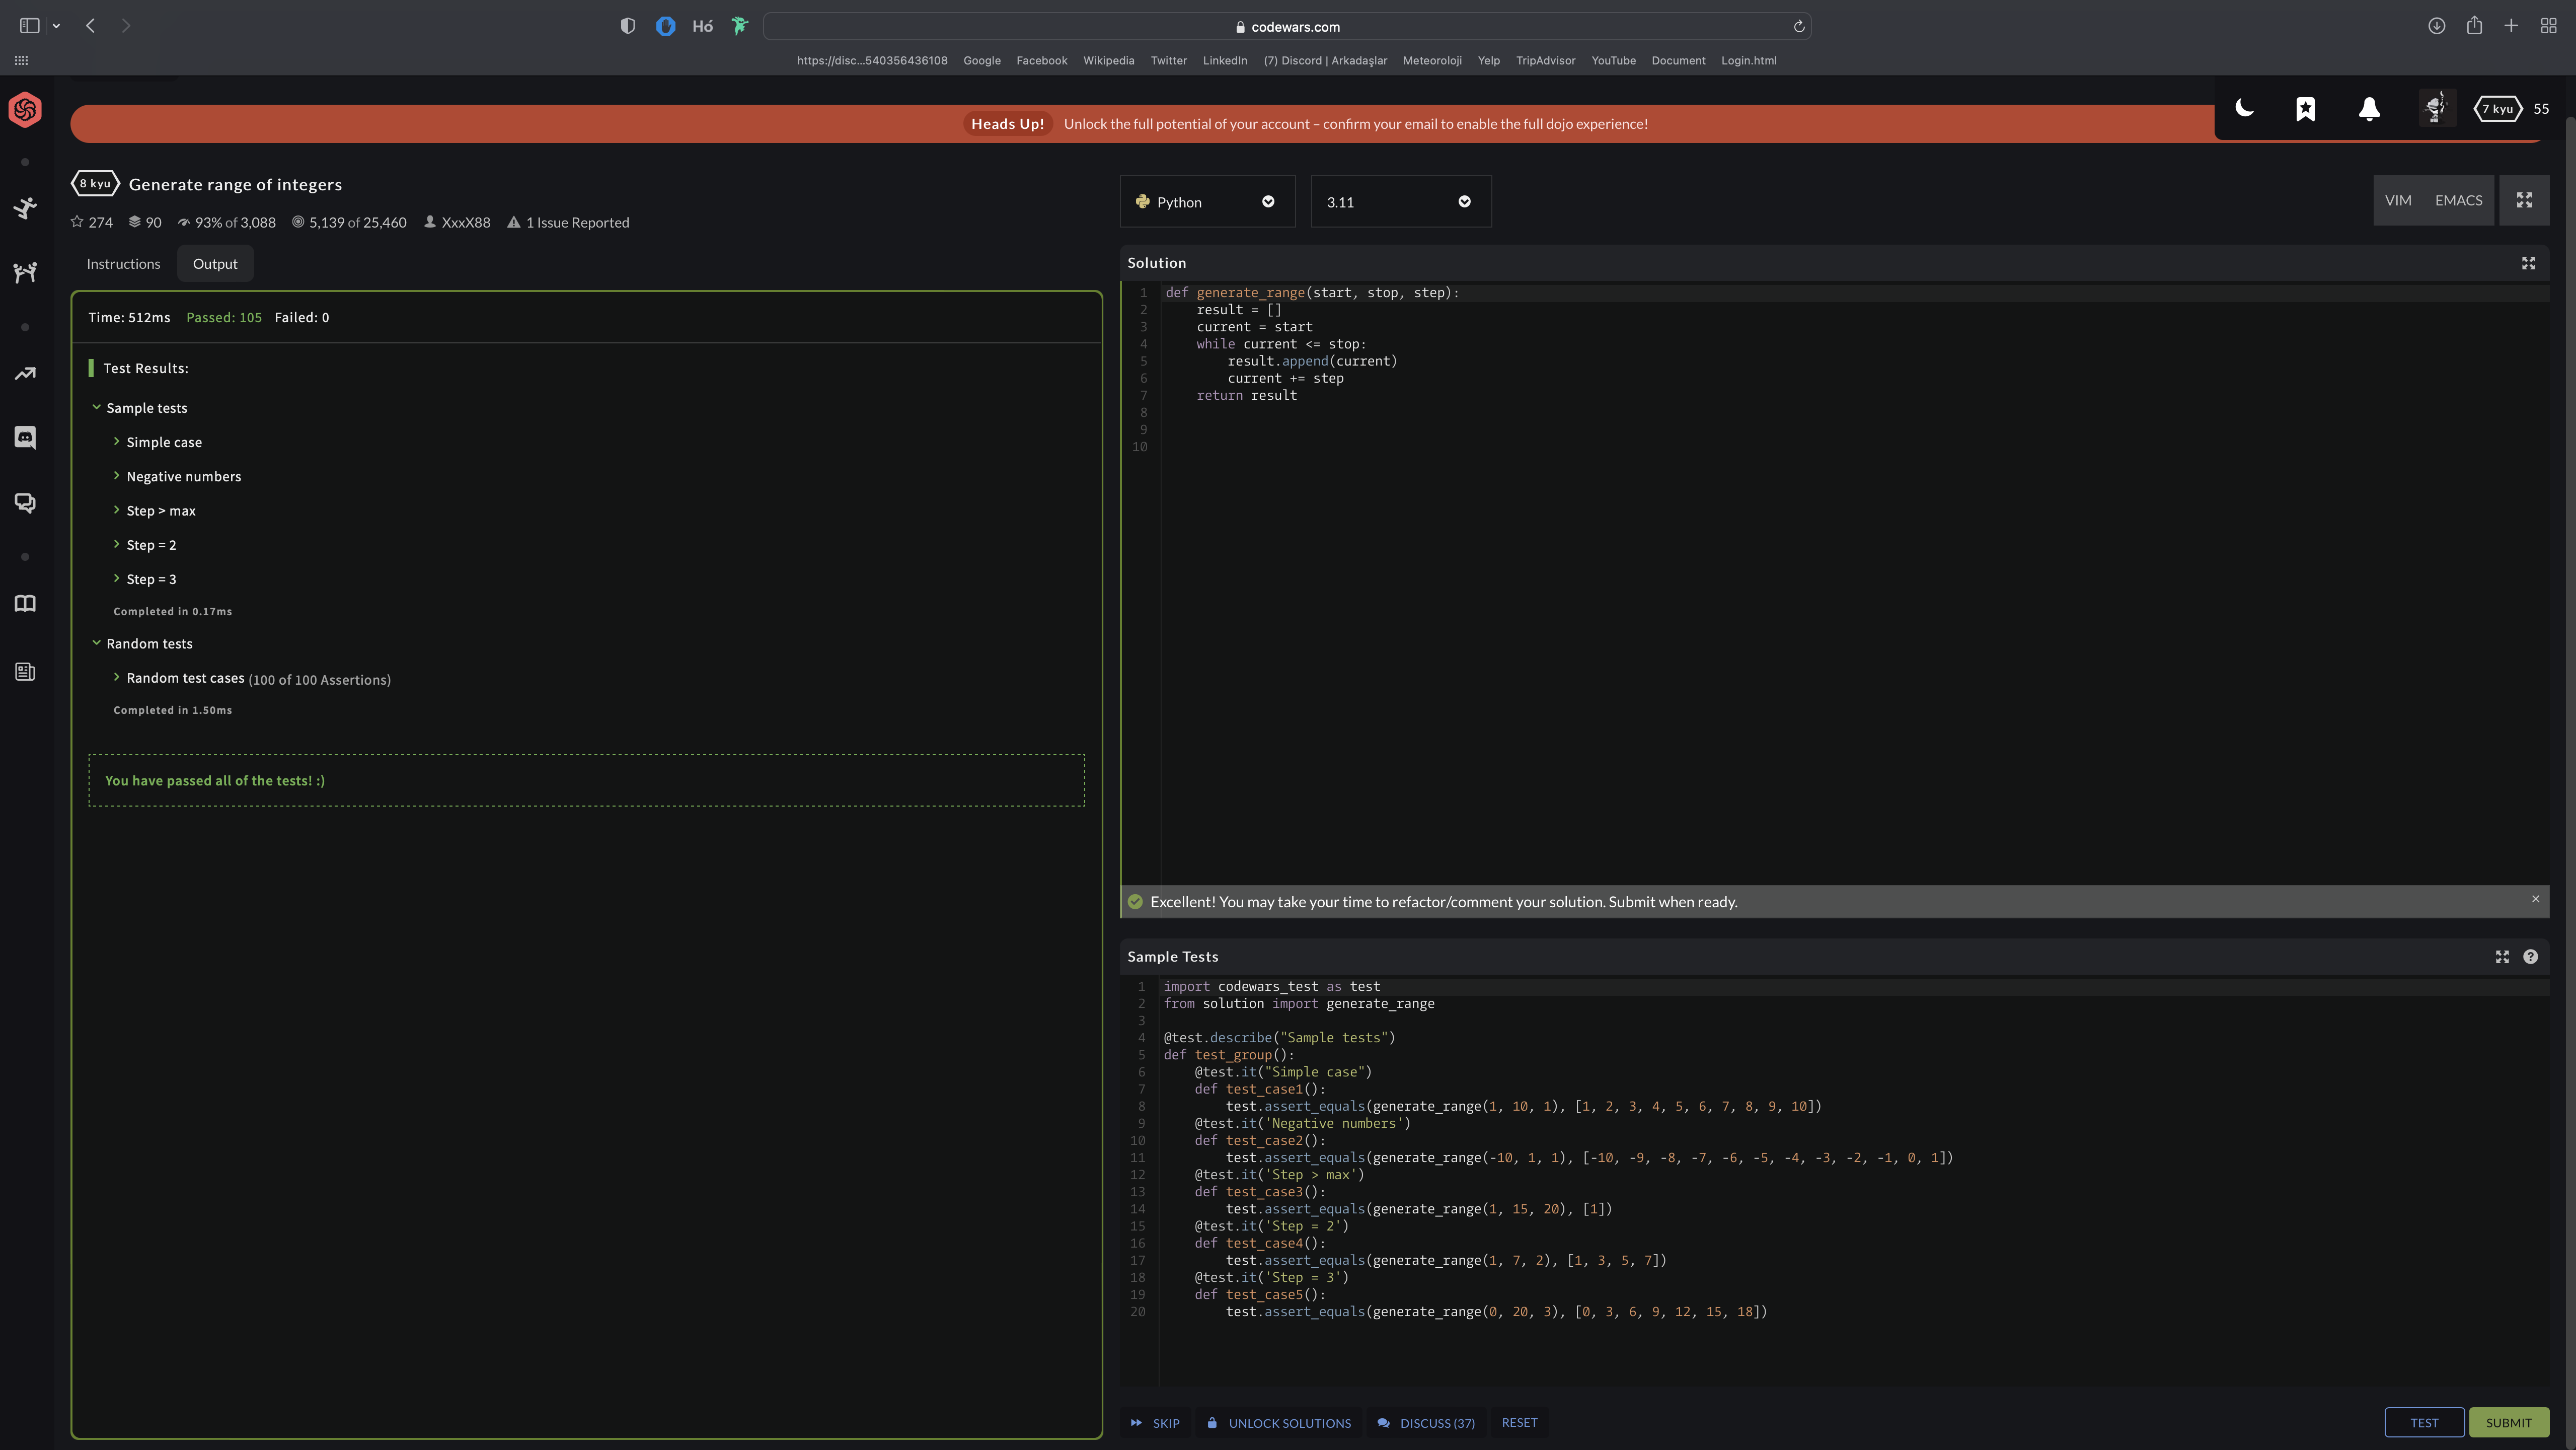 codewars.com
Hó
https://disc...540356436108 Google Facebook Wikipedia Twitter LinkedIn (7) Discord | Arkadaşlar Meteoroloji Yelp TripAdvisor YouTube Document Login.html
Heads Up! Unlock the full potential of your account – confirm your email to enable the full dojo experience!
7 kyu 55
8 kyu Generate range of integers
274 90 93% of 3,088 5,139 of 25,460 XxxX88 1 Issue Reported
Instructions Output
Time: 512ms Passed: 105 Failed: 0
Test Results:
Sample tests
Simple case
Negative numbers
Step > max
Step = 2
Step = 3
Completed in 0.17ms
Random tests
Random test cases (100 of 100 Assertions)
Completed in 1.50ms
You have passed all of the tests! :)
Python 3.11 VIM EMACS
Solution
1 def generate_range(start, stop, step):
2 result = []
3 current = start
4 while current <= stop:
5 result.append(current)
6 current += step
7 return result
8
9
10
Excellent! You may take your time to refactor/comment your solution. Submit when ready.
Sample Tests
1 import codewars_test as test
2 from solution import generate_range
3
4 @test.describe("Sample tests")
5 def test_group():
6 @test.it("Simple case")
7 def test_case1():
8 test.assert_equals(generate_range(1, 10, 1), [1, 2, 3, 4, 5, 6, 7, 8, 9, 10])
9 @test.it('Negative numbers')
10 def test_case2():
11 test.assert_equals(generate_range(-10, 1, 1), [-10, -9, -8, -7, -6, -5, -4, -3, -2, -1, 0, 1])
12 @test.it('Step > max')
13 def test_case3():
14 test.assert_equals(generate_range(1, 15, 20), [1])
15 @test.it('Step = 2')
16 def test_case4():
17 test.assert_equals(generate_range(1, 7, 2), [1, 3, 5, 7])
18 @test.it('Step = 3')
19 def test_case5():
20 test.assert_equals(generate_range(0, 20, 3), [0, 3, 6, 9, 12, 15, 18])
SKIP UNLOCK SOLUTIONS DISCUSS (37) RESET TEST SUBMIT